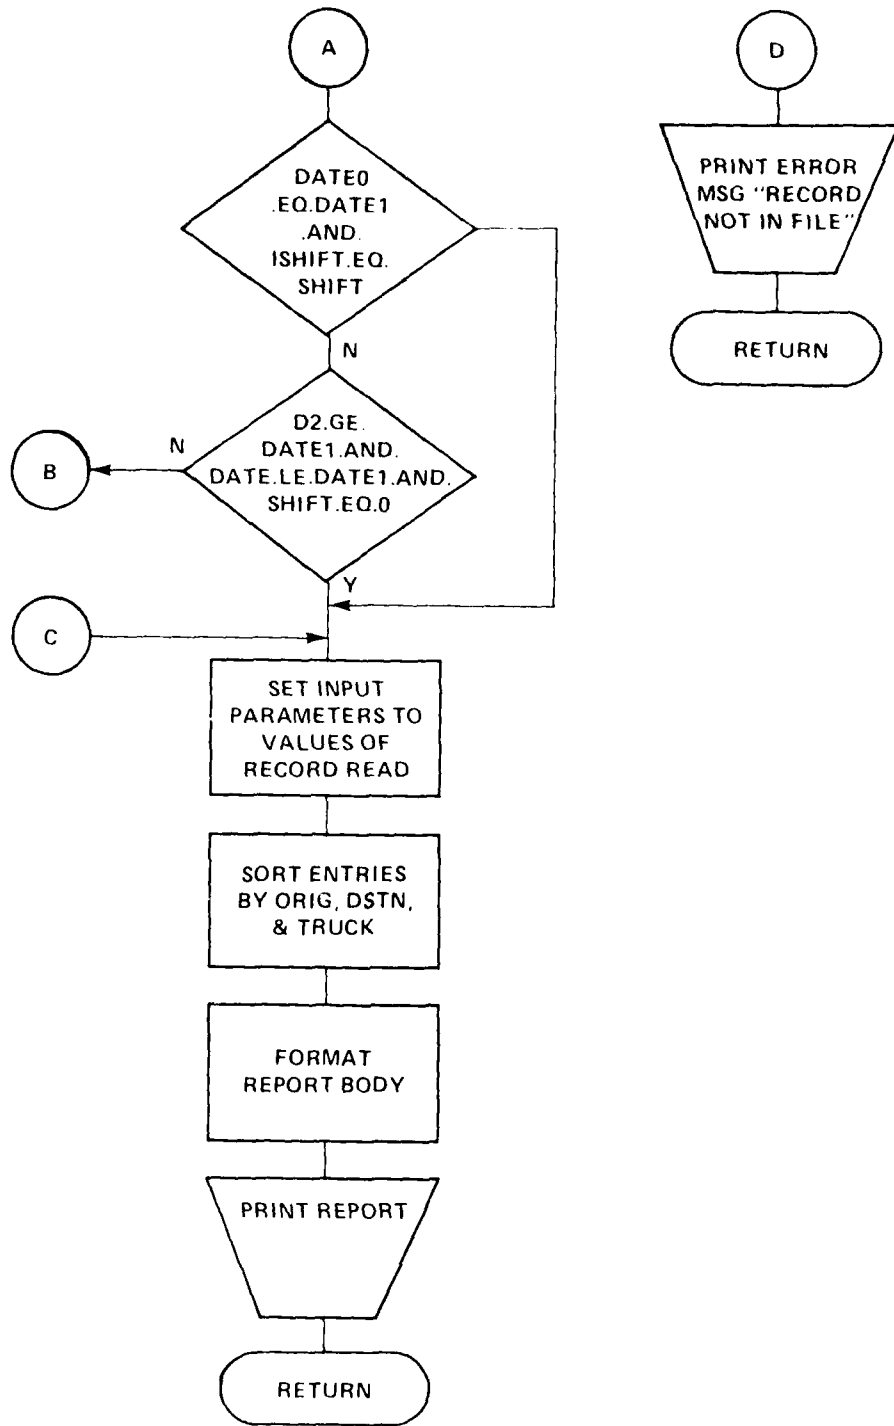 A
DATE0
.EQ.DATE1
.AND.
ISHIFT.EQ.
SHIFT
N
D2.GE.
DATE1.AND.
DATE.LE.DATE1.AND.
SHIFT.EQ.0
N
B
Y
C
SET INPUT
PARAMETERS TO
VALUES OF
RECORD READ
SORT ENTRIES
BY ORIG, DSTN,
& TRUCK
FORMAT
REPORT BODY
PRINT REPORT
RETURN
D
PRINT ERROR
MSG "RECORD
NOT IN FILE"
RETURN